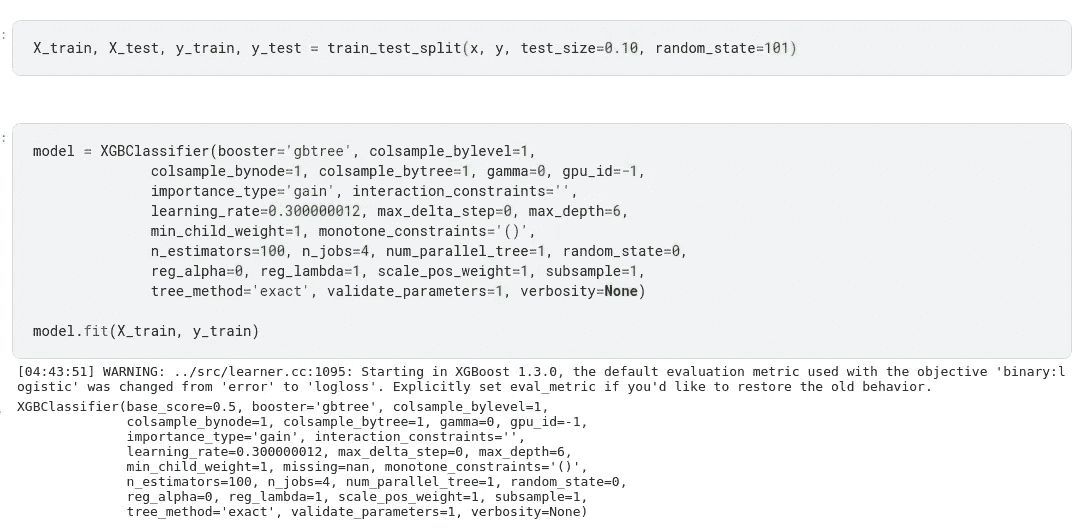 :
X_train, X_test, y_train, y_test = train_test_split(x, y, test_size=0.10, random_state=101)
:
model = XGBClassifier(booster='gbtree', colsample_bylevel=1,
colsample_bynode=1, colsample_bytree=1, gamma=0, gpu_id=-1,
importance_type='gain', interaction_constraints='',
learning_rate=0.300000012, max_delta_step=0, max_depth=6,
min_child_weight=1, monotone_constraints='()',
n_estimators=100, n_jobs=4, num_parallel_tree=1, random_state=0,
reg_alpha=0, reg_lambda=1, scale_pos_weight=1, subsample=1,
tree_method='exact', validate_parameters=1, verbosity=None)
model.fit(X_train, y_train)
[04:43:51] WARNING: ../src/learner.cc:1095: Starting in XGBoost 1.3.0, the default evaluation metric used with the objective 'binary:l
ogistic' was changed from 'error' to 'logloss'. Explicitly set eval_metric if you'd like to restore the old behavior.
XGBClassifier(base_score=0.5, booster='gbtree', colsample_bylevel=1,
colsample_bynode=1, colsample_bytree=1, gamma=0, gpu_id=-1,
importance_type='gain', interaction_constraints='',
learning_rate=0.300000012, max_delta_step=0, max_depth=6,
min_child_weight=1, missing=nan, monotone_constraints='()',
n_estimators=100, n_jobs=4, num_parallel_tree=1, random_state=0,
reg_alpha=0, reg_lambda=1, scale_pos_weight=1, subsample=1,
tree_method='exact', validate_parameters=1, verbosity=None)